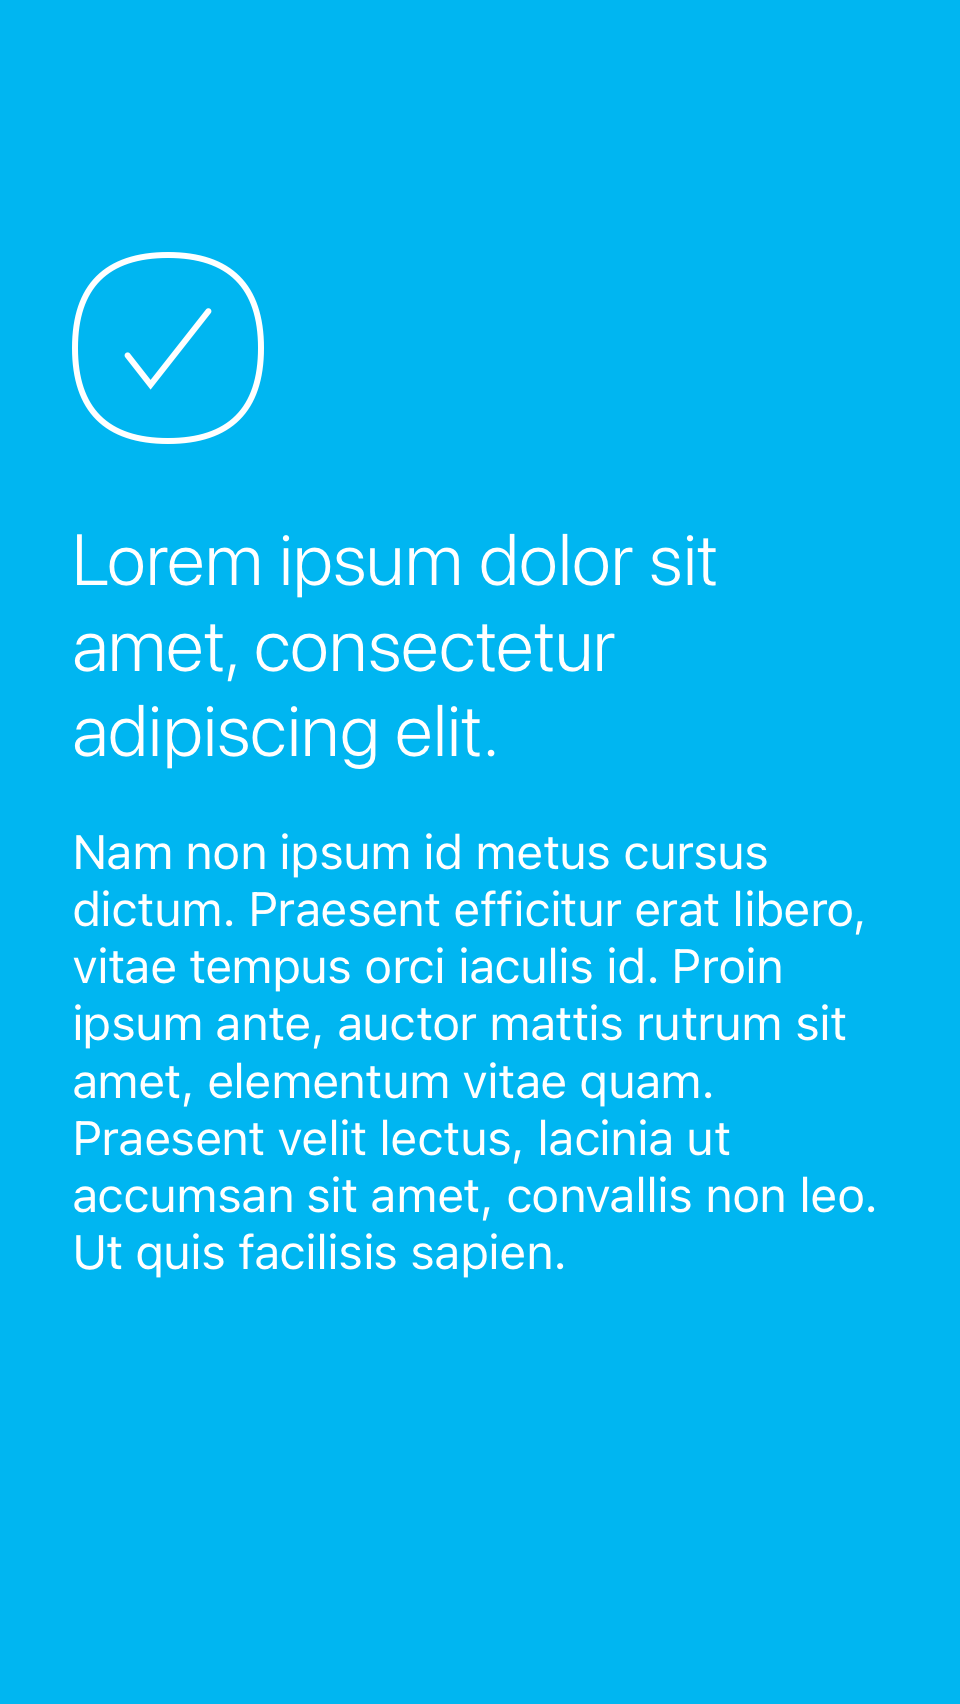 Lorem ipsum dolor sit
amet, consectetur
adipiscing elit.
Nam non ipsum id metus cursus
dictum. Praesent efficitur erat libero,
vitae tempus orci iaculis id. Proin
ipsum ante, auctor mattis rutrum sit
amet, elementum vitae quam.
Praesent velit lectus, lacinia ut
accumsan sit amet, convallis non leo.
Ut quis facilisis sapien.